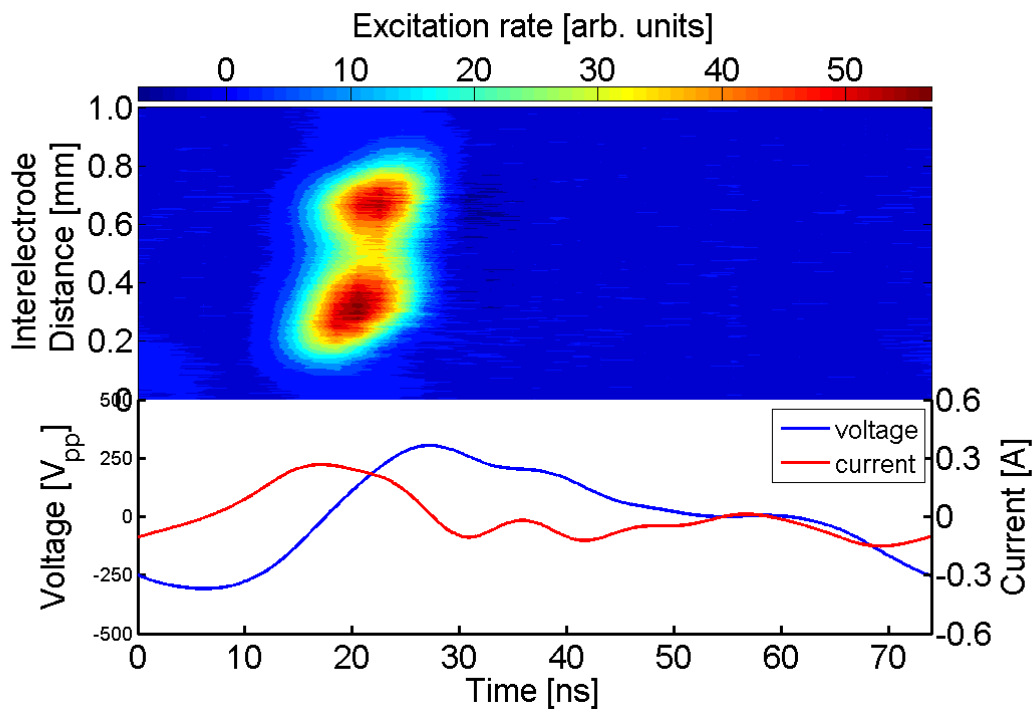 Excitation rate [arb. units]
0 10 20 30 40 50
Interelectrode
Distance [mm]
1.0
0.8
0.6
0.4
0.2
0
Voltage [Vpp]
500
250
0
-250
-500
voltage
current
Current [A]
0.6
0.3
0
-0.3
-0.6
0 10 20 30 40 50 60 70
Time [ns]